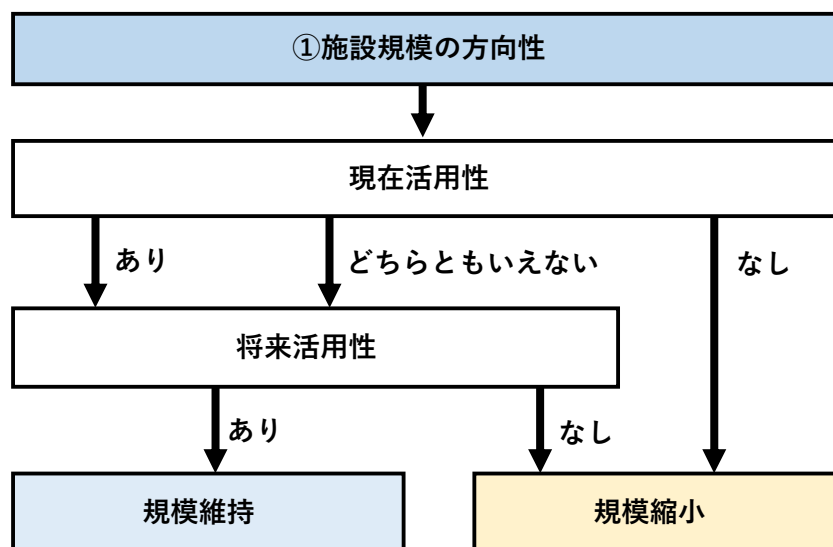 ①施設規模の方向性
現在活用性
あり
どちらともいえない
なし
将来活用性
あり
なし
規模維持
規模縮小